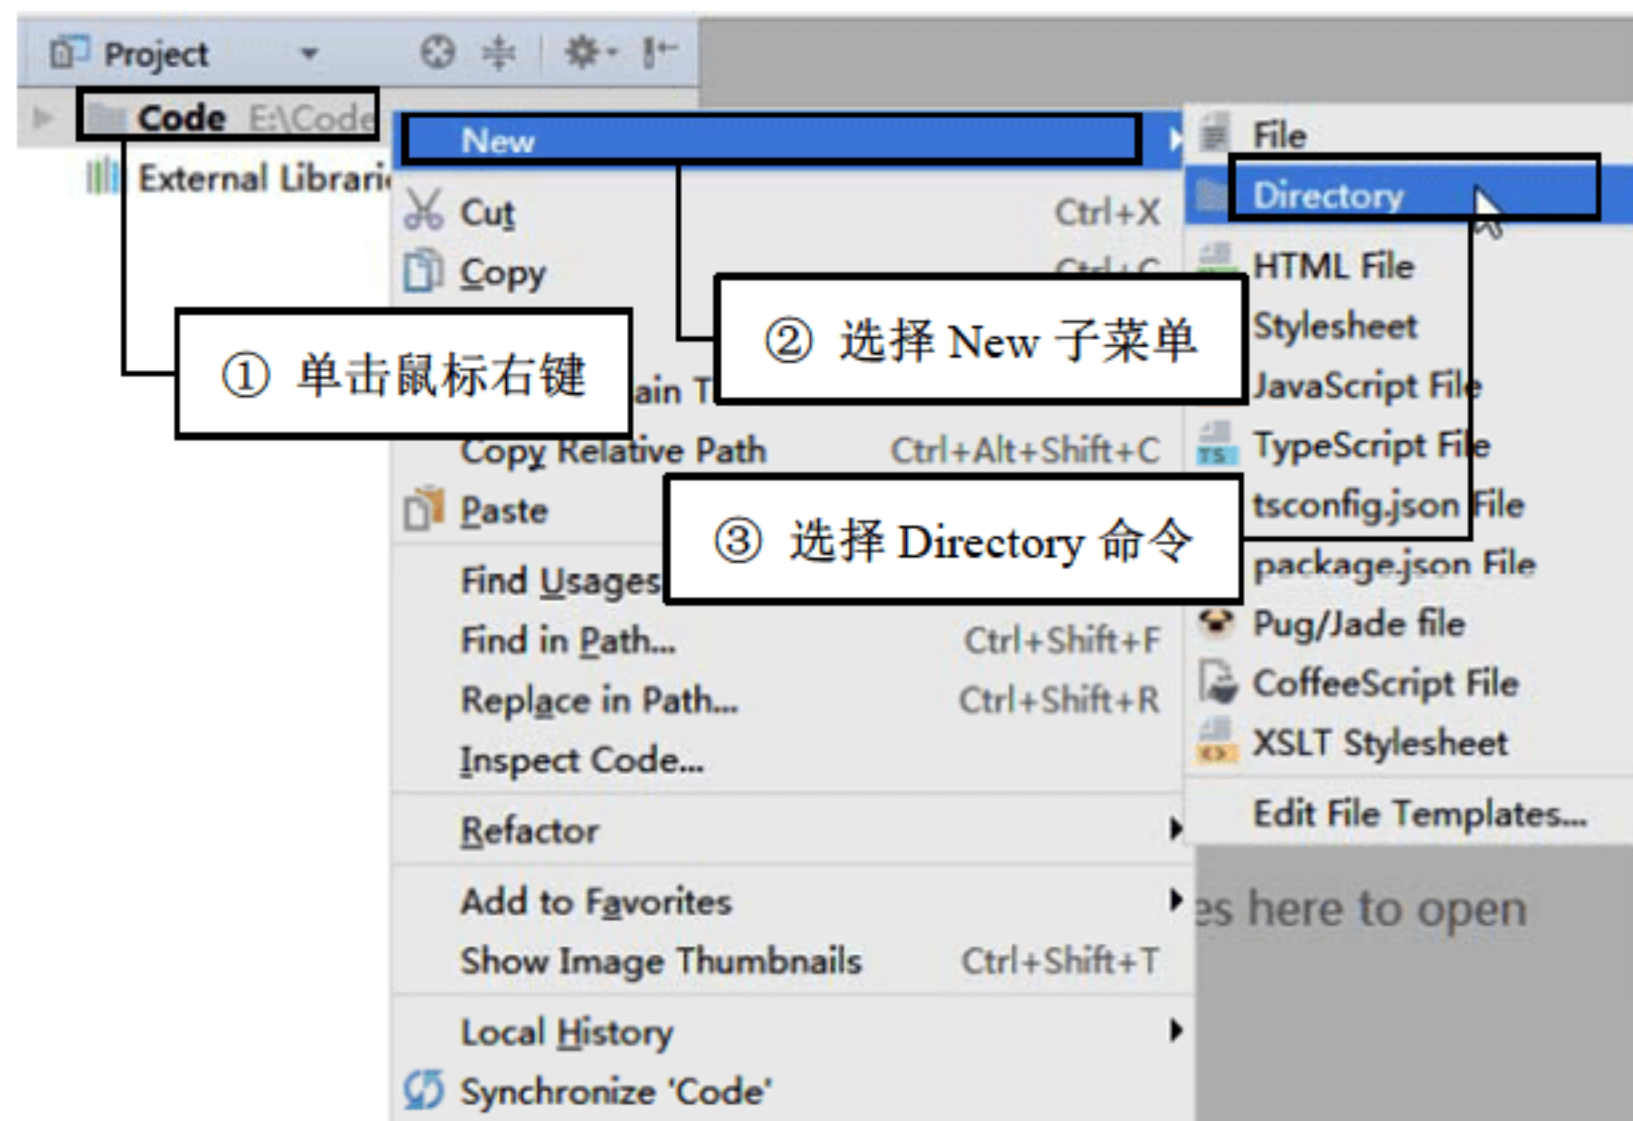 Project
Code E:\Code
External Librari
New
Cut Ctrl+X
Copy
① 单击鼠标右键
② 选择 New 子菜单
Copy Relative Path Ctrl+Alt+Shift+C
Paste
③ 选择 Directory 命令
Find Usages
Find in Path... Ctrl+Shift+F
Replace in Path... Ctrl+Shift+R
Inspect Code...
Refactor
Add to Favorites
Show Image Thumbnails Ctrl+Shift+T
Local History
Synchronize 'Code'
File
Directory
HTML File
Stylesheet
JavaScript File
TypeScript File
tsconfig.json File
package.json File
Pug/Jade file
CoffeeScript File
XSLT Stylesheet
Edit File Templates...
es here to open